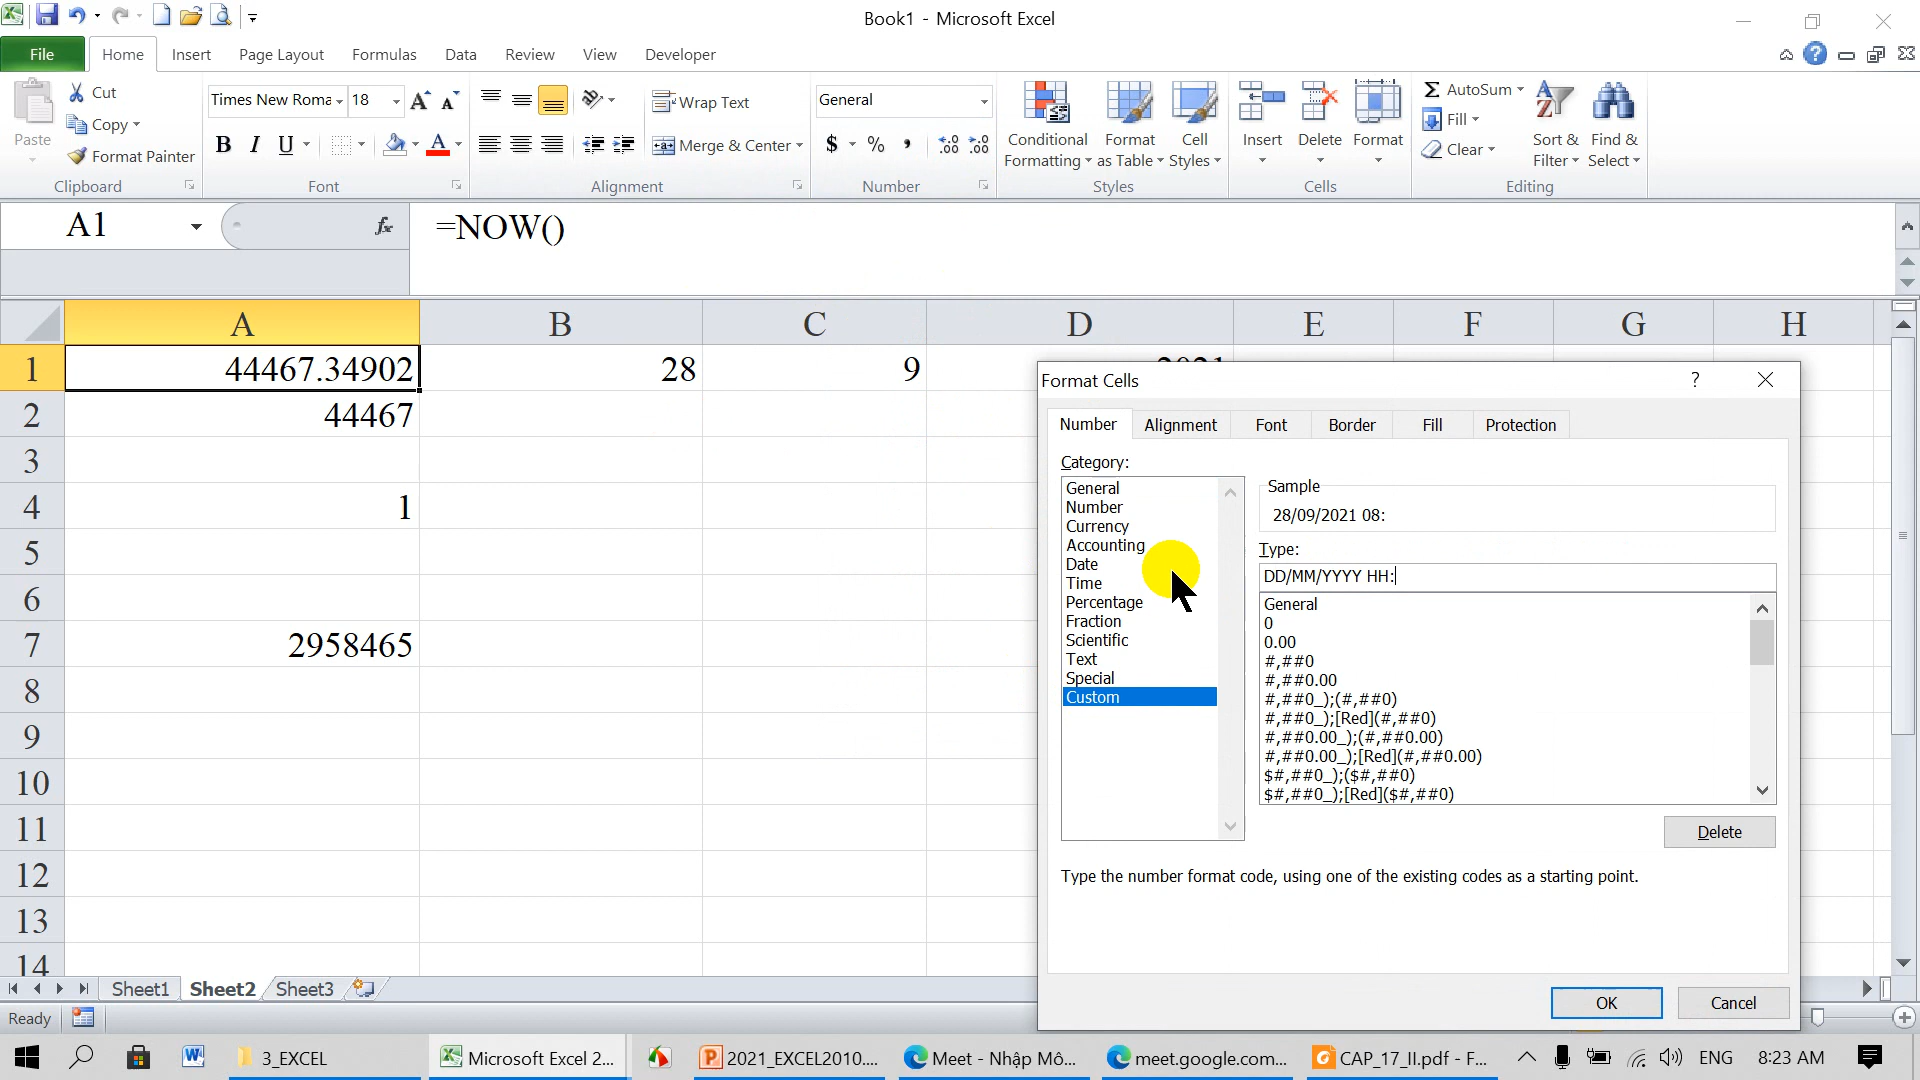 Book1 - Microsoft Excel
File Home Insert Page Layout Formulas Data Review View Developer
Paste
Cut
Copy
Format Painter
Clipboard
Times New Roma 18
B I U
Font
Wrap Text
Merge & Center
Alignment
General
$ % ,
Number
Conditional Formatting
Format as Table
Cell Styles
Styles
Insert Delete Format
Cells
AutoSum
Fill
Clear
Sort & Filter
Find & Select
Editing
A1 fx =NOW()
A B C D E F G H
1 44467.34902 28 9
2 44467
3
4 1
5
6
7 2958465
8
9
10
11
12
13
14
Format Cells ?
Number Alignment Font Border Fill Protection
Category:
General
Number
Currency
Accounting
Date
Time
Percentage
Fraction
Scientific
Text
Special
Custom
Sample
28/09/2021 08:
Type:
DD/MM/YYYY HH:
General
0
0.00
#,##0
#,##0.00
#,##0_);(#,##0)
#,##0_);[Red](#,##0)
#,##0.00_);(#,##0.00)
#,##0.00_);[Red](#,##0.00)
$#,##0_);($#,##0)
$#,##0_);[Red]($#,##0)
Delete
Type the number format code, using one of the existing codes as a starting point.
OK Cancel
Sheet1 Sheet2 Sheet3
Ready
3_EXCEL Microsoft Excel 2... 2021_EXCEL2010.... Meet - Nhập Mô... meet.google.com... CAP_17_II.pdf - F... ENG 8:23 AM